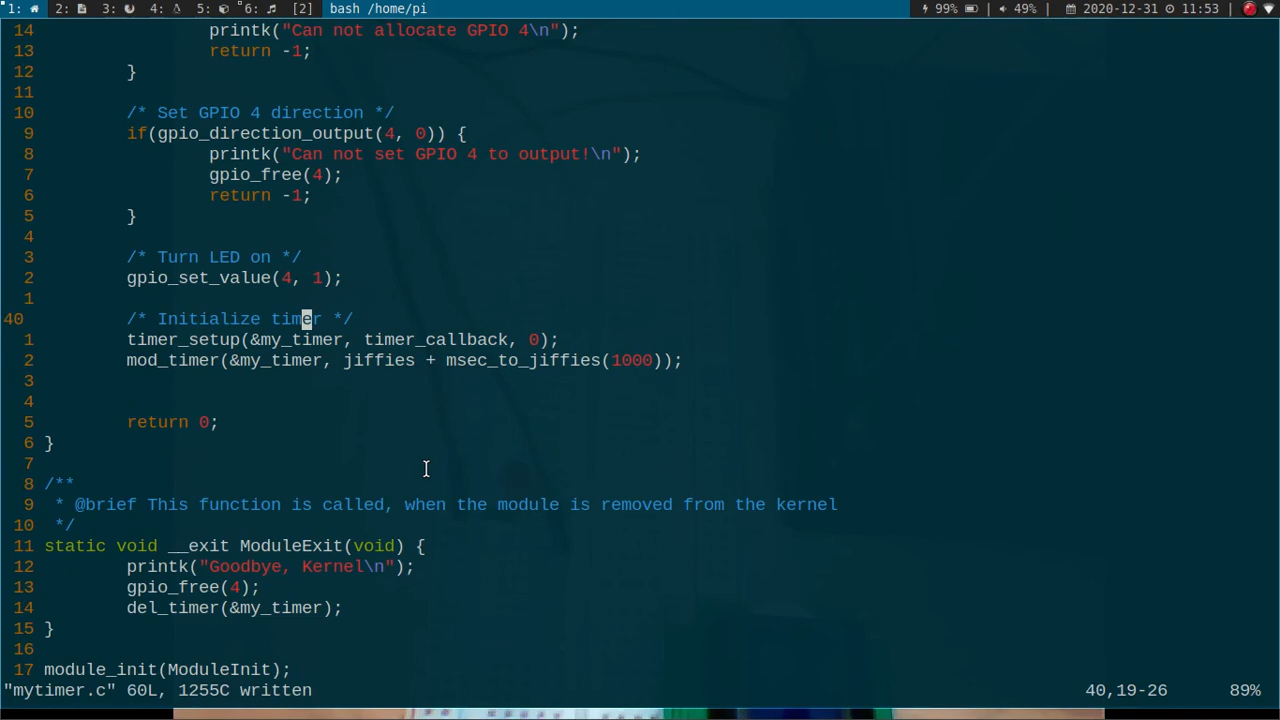 1: 2: 3: 4: 5: 6: [2] bash /home/pi 99% 49% 2020-12-31 11:53
14 printk("Can not allocate GPIO 4\n");
13 return -1;
12 }
11
10 /* Set GPIO 4 direction */
9 if(gpio_direction_output(4, 0)) {
8 printk("Can not set GPIO 4 to output!\n");
7 gpio_free(4);
6 return -1;
5 }
4
3 /* Turn LED on */
2 gpio_set_value(4, 1);
1
40 /* Initialize timer */
1 timer_setup(&my_timer, timer_callback, 0);
2 mod_timer(&my_timer, jiffies + msec_to_jiffies(1000));
3
4
5 return 0;
6 }
7
8 /**
9 * @brief This function is called, when the module is removed from the kernel
10 */
11 static void __exit ModuleExit(void) {
12 printk("Goodbye, Kernel\n");
13 gpio_free(4);
14 del_timer(&my_timer);
15 }
16
17 module_init(ModuleInit);
"mytimer.c" 60L, 1255C written 40,19-26 89%